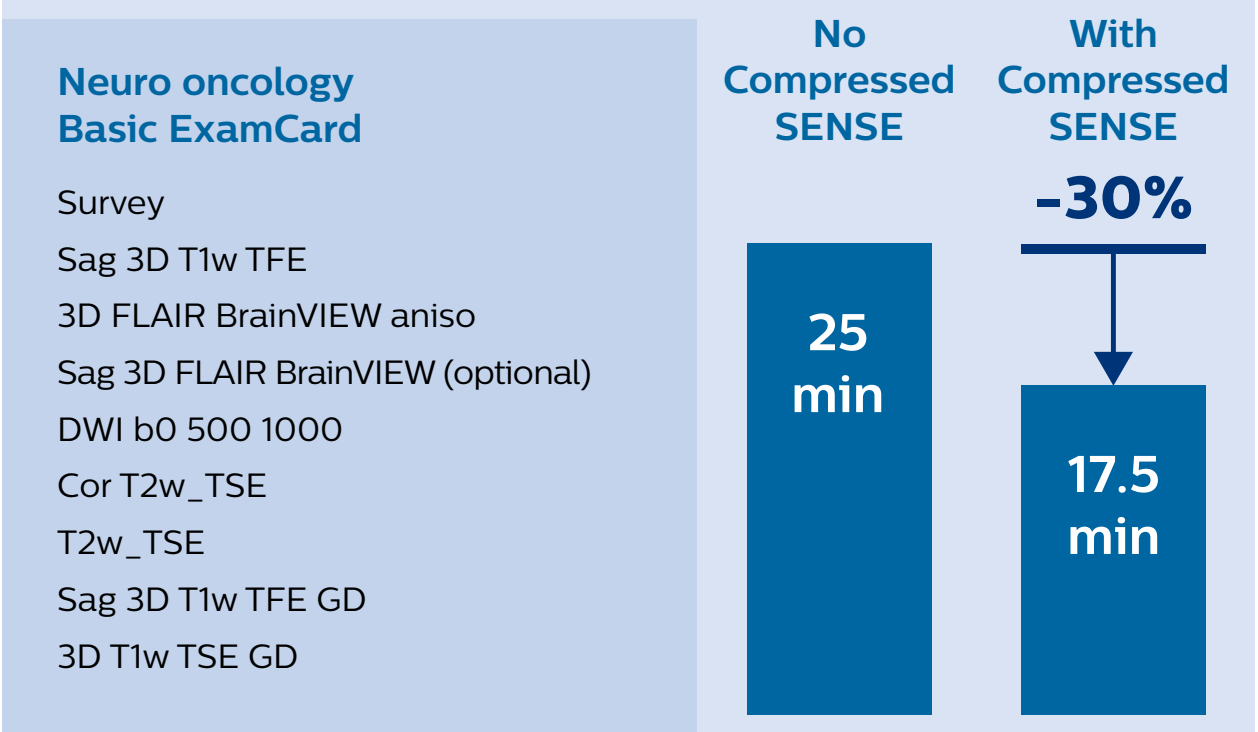 Neuro oncology
Basic ExamCard
Survey
Sag 3D T1w TFE
3D FLAIR BrainVIEW aniso
Sag 3D FLAIR BrainVIEW (optional)
DWI b0 500 1000
Cor T2w_TSE
T2w_TSE
Sag 3D T1w TFE GD
3D T1w TSE GD
No
Compressed
SENSE
25
min
With
Compressed
SENSE
-30%
17.5
min